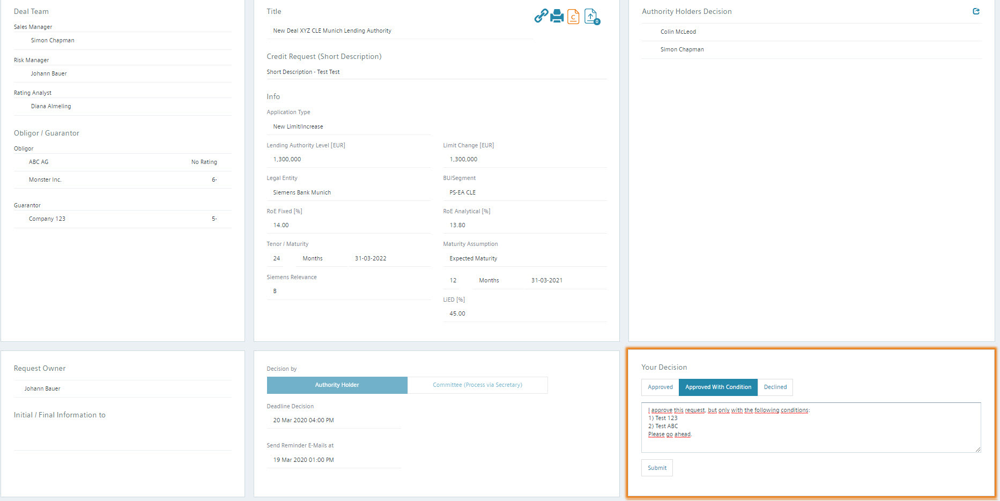 Deal Team
Sales Manager
Simon Chapman
Risk Manager
Johann Bauer
Rating Analyst
Diana Almeling
Obligor / Guarantor
Obligor
ABC AG No Rating
Monster Inc. 6-
Guarantor
Company 123 5-
Title
C
0
New Deal XYZ CLE Munich Lending Authority
Credit Request (Short Description)
Short Description - Test Test
Info
Application Type
New Limit/Increase
Lending Authority Level [EUR] Limit Change [EUR]
1,300,000 1,300,000
Legal Entity BU/Segment
Siemens Bank Munich PS-EA CLE
RoE Fixed [%] RoE Analytical [%]
14.00 13.80
Tenor / Maturity Maturity Assumption
24 Months 31-03-2022 Expected Maturity
Siemens Relevance 12 Months 31-03-2021
B
LiED [%]
45.00
Authority Holders Decision
Colin McLeod
Simon Chapman
Request Owner
Johann Bauer
Initial / Final Information to
Decision by
Authority Holder Committee (Process via Secretary)
Deadline Decision
20 Mar 2020 04:00 PM
Send Reminder E-Mails at
19 Mar 2020 01:00 PM
Your Decision
Approved Approved With Condition Declined
I approve this request, but only with the following conditions:
1) Test 123
2) Test ABC
Please go ahead.
Submit